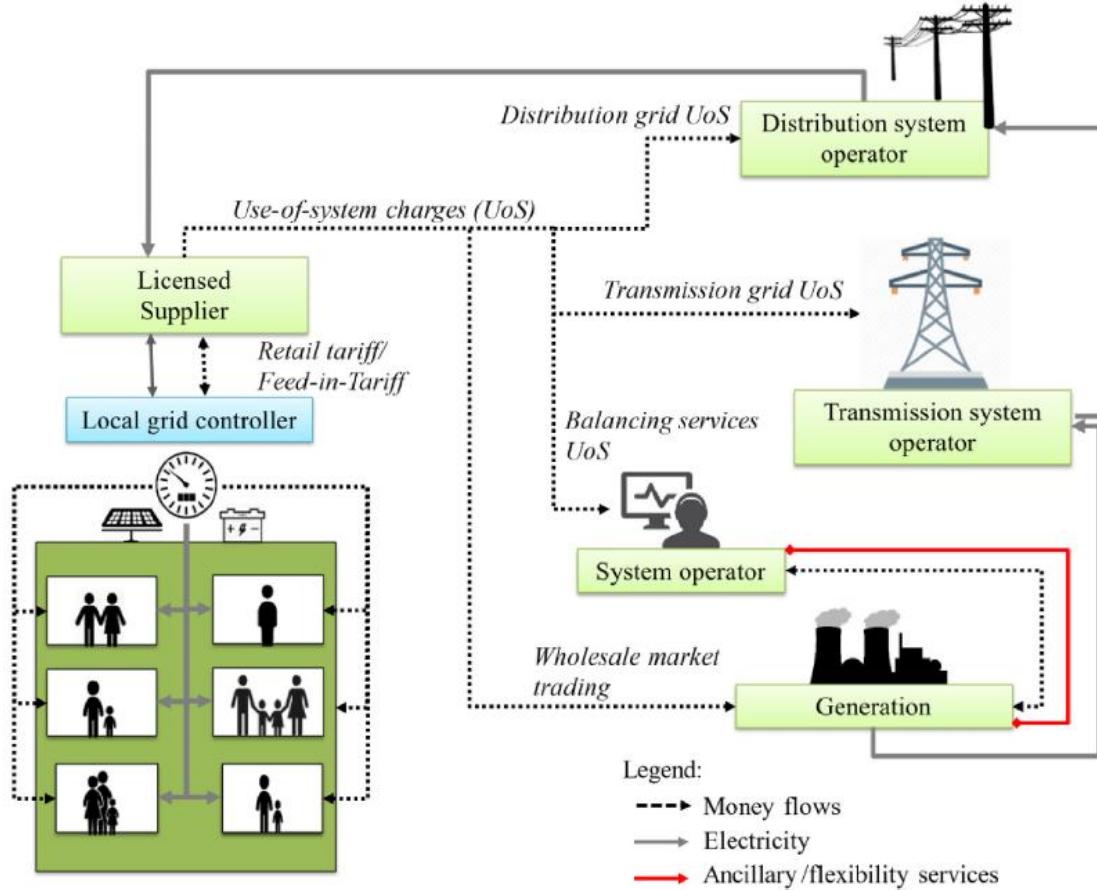 Distribution grid UoS
Distribution system
operator
Use-of-system charges (UoS)
Licensed
Supplier
Transmission grid UoS
Retail tariff/
Feed-in-Tariff
Local grid controller
Transmission system
operator
Balancing services
UoS
System operator
Wholesale market
trading
Generation
Legend:
Money flows
Electricity
Ancillary/flexibility services